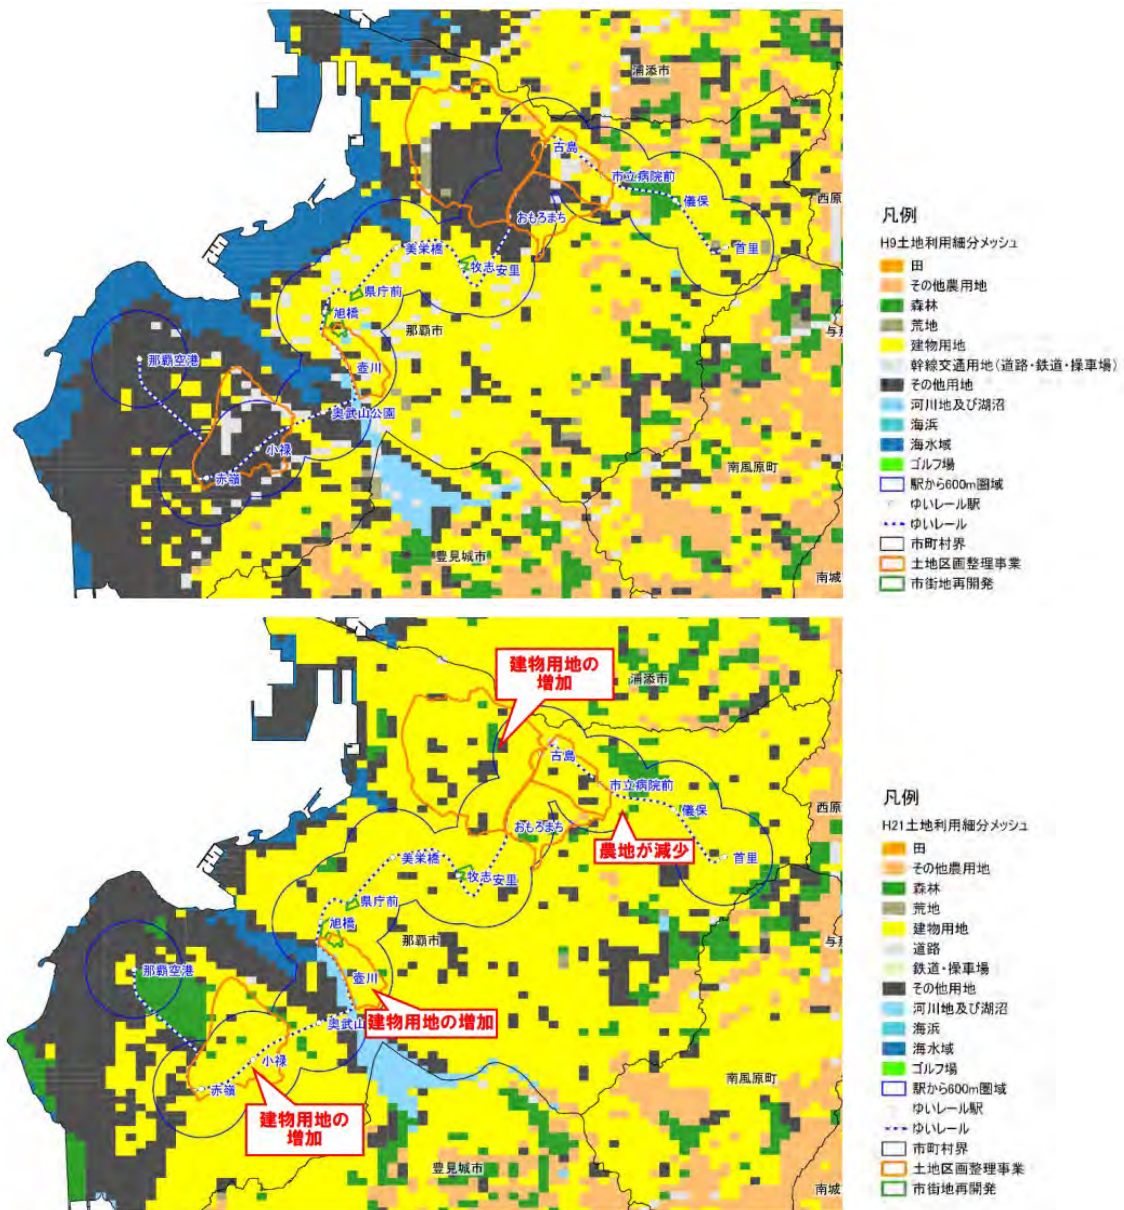 浦添市
古島
市立病院前
儀保
西原
おもろまち
首里
美栄橋
牧志
安里
県庁前
旭橋
那覇市
与那
那覇空港
壺川
奥武山公園
小禄
赤嶺
南風原町
豊見城市
南城
凡例
H9土地利用細分メッシュ
田
その他農用地
森林
荒地
建物用地
幹線交通用地(道路・鉄道・操車場)
その他用地
河川地及び湖沼
海浜
海水域
ゴルフ場
駅から600m圏域
ゆいレール駅
ゆいレール
市町村界
土地区画整理事業
市街地再開発
建物用地の
増加
浦添市
古島
市立病院前
儀保
西原
おもろまち
農地が減少
首里
美栄橋
牧志
安里
県庁前
旭橋
那覇市
与那
那覇空港
壺川
奥武山
建物用地の増加
小禄
赤嶺
建物用地の
増加
南風原町
豊見城市
南城
凡例
H21土地利用細分メッシュ
田
その他農用地
森林
荒地
建物用地
道路
鉄道・操車場
その他用地
河川地及び湖沼
海浜
海水域
ゴルフ場
駅から600m圏域
ゆいレール駅
ゆいレール
市町村界
土地区画整理事業
市街地再開発